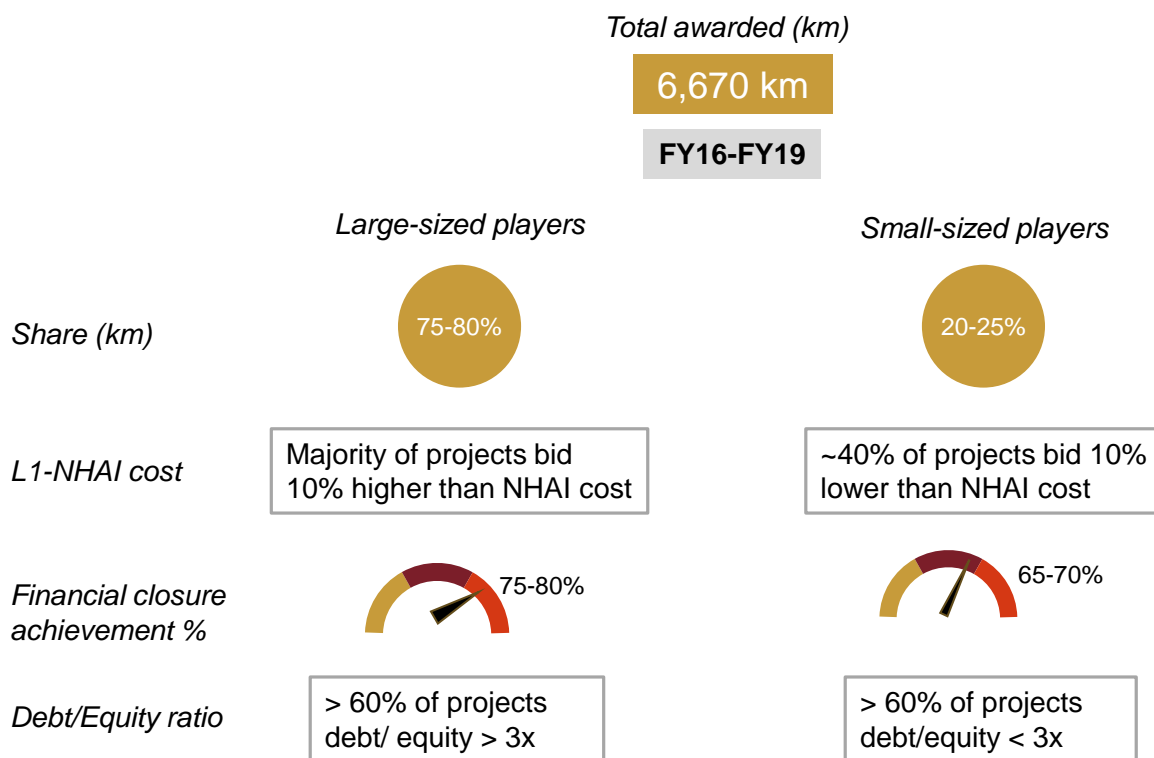 Total awarded (km)
6,670 km
FY16-FY19
Large-sized players
Small-sized players
Share (km)
75-80%
20-25%
L1-NHAI cost
Majority of projects bid
10% higher than NHAI cost
~40% of projects bid 10%
lower than NHAI cost
Financial closure
achievement %
75-80%
65-70%
Debt/Equity ratio
> 60% of projects
debt/ equity > 3x
> 60% of projects
debt/equity < 3x